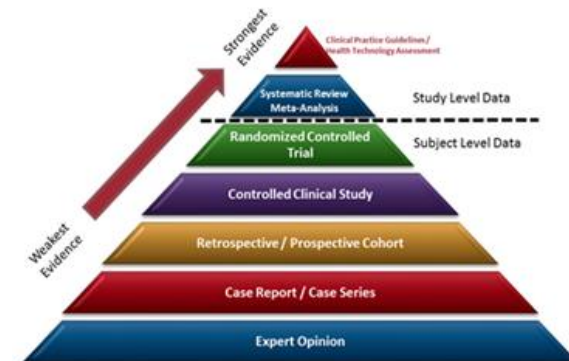 Strongest
Evidence
Clinical Practice Guidelines /
Health Technology Assessment
Systematic Review
Meta-Analysis
Study Level Data
Randomized Controlled
Trial
Subject Level Data
Controlled Clinical Study
Weakest
Evidence
Retrospective / Prospective Cohort
Case Report / Case Series
Expert Opinion